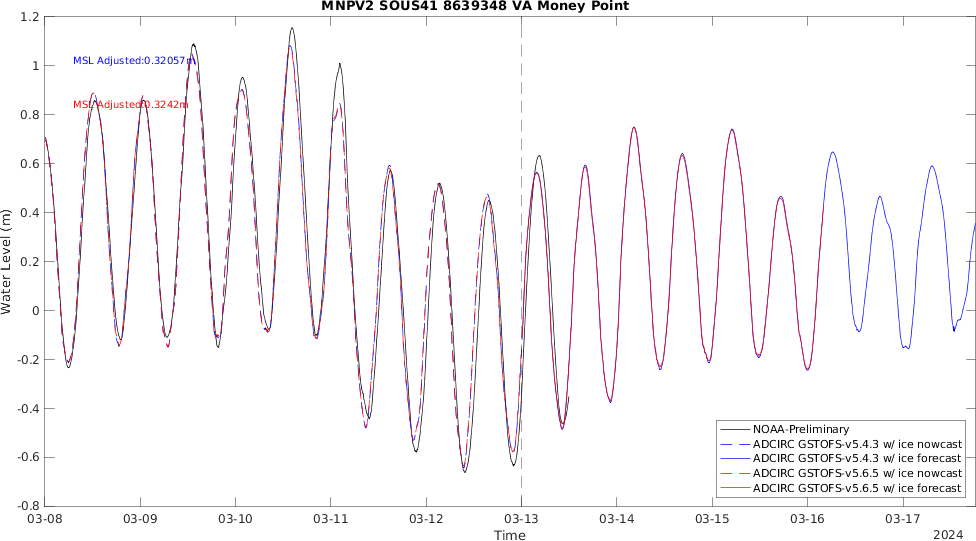 MNPV2 SOUS41 8639348 VA Money Point
1.2
1
0.8
0.6
0.4
0.2
0
-0.2
-0.4
-0.6
-0.8
Water Level (m)
MSL Adjusted:0.32057m
MSL Adjusted:0.3242m
NOAA-Preliminary
ADCIRC GSTOFS-v5.4.3 w/ ice nowcast
ADCIRC GSTOFS-v5.4.3 w/ ice forecast
ADCIRC GSTOFS-v5.6.5 w/ ice nowcast
ADCIRC GSTOFS-v5.6.5 w/ ice forecast
03-08 03-09 03-10 03-11 03-12 03-13 03-14 03-15 03-16 03-17
Time
2024